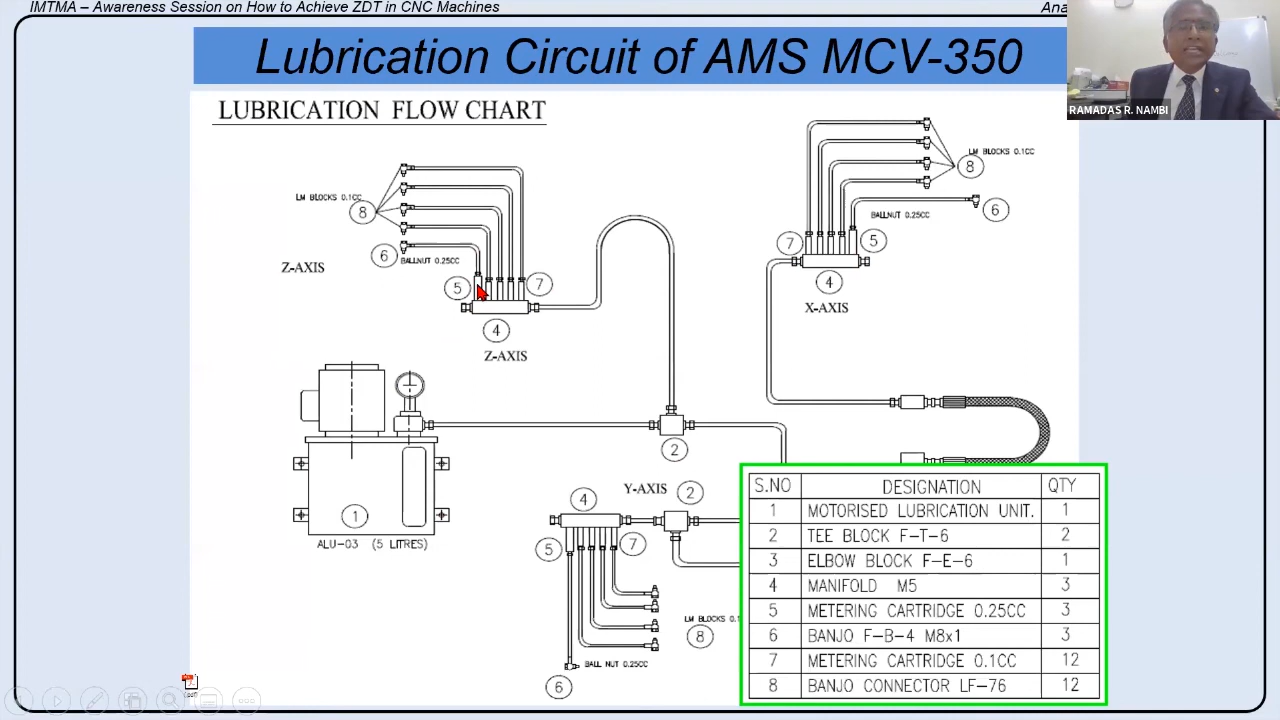 IMTMA – Awareness Session on How to Achieve ZDT in CNC Machines
Ana
Lubrication Circuit of AMS MCV-350
RAMADAS R. NAMBI
LUBRICATION FLOW CHART
LM BLOCKS 0.1CC
8
6
BALLNUT 0.25CC
Z-AXIS
5
7
4
Z-AXIS
LM BLOCKS 0.1CC
8
BALLNUT 0.25CC
6
7
5
4
X-AXIS
2
1
ALU-03 (5 LITRES)
Y-AXIS
4
2
5
7
LM BLOCKS 0.1
8
BALL NUT 0.25CC
6
S.NO DESIGNATION QTY
1 MOTORISED LUBRICATION UNIT. 1
2 TEE BLOCK F-T-6 2
3 ELBOW BLOCK F-E-6 1
4 MANIFOLD M5 3
5 METERING CARTRIDGE 0.25CC 3
6 BANJO F-B-4 M8x1 3
7 METERING CARTRIDGE 0.1CC 12
8 BANJO CONNECTOR LF-76 12